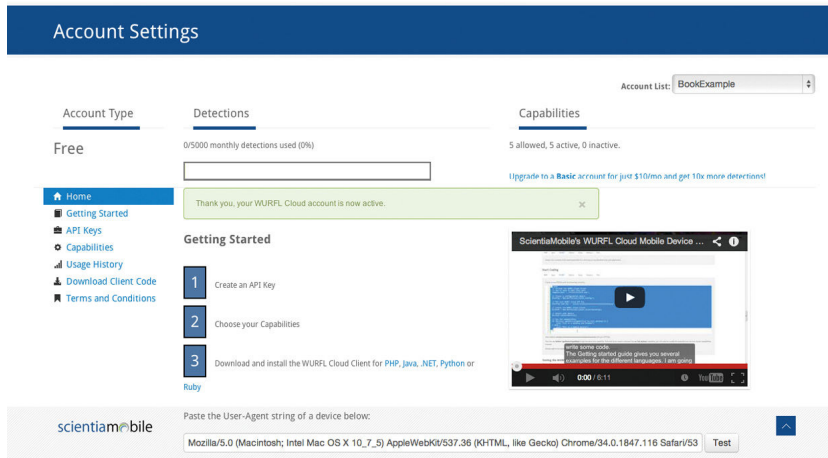 Account Settings
Account List: BookExample
Account Type
Detections
Capabilities
Free
0/5000 monthly detections used (0%)
5 allowed, 5 active, 0 inactive.
Upgrade to a Basic account for just $10/mo and get 10x more detections!
Home
Getting Started
API Keys
Capabilities
Usage History
Download Client Code
Terms and Conditions
Thank you, your WURFL Cloud account is now active. ×
Getting Started
1 Create an API Key
2 Choose your Capabilities
3 Download and install the WURFL Cloud Client for PHP, Java, .NET, Python or
Ruby
ScientiaMobile's WURFL Cloud Mobile Device ...
write some code.
The Getting started guide gives you several
examples for the different languages. I am going
0:00 / 6:11 YouTube
scientiamobile
Paste the User-Agent string of a device below:
Mozilla/5.0 (Macintosh; Intel Mac OS X 10_7_5) AppleWebKit/537.36 (KHTML, like Gecko) Chrome/34.0.1847.116 Safari/53 Test